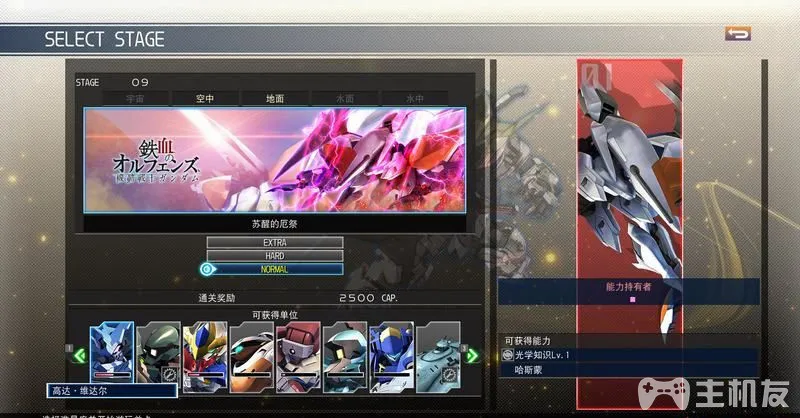 SELECT STAGE
STAGE 09
宇宙 空中 地面 水面 水中
鉄血の
オルフェンズ
機動戦士ガンダム
苏醒的厄祭
EXTRA
HARD
NORMAL
通关奖励 2500 CAP.
可获得单位
高达·维达尔
能力持有者
可获得能力
光学知识Lv.1
哈斯蒙
主机友